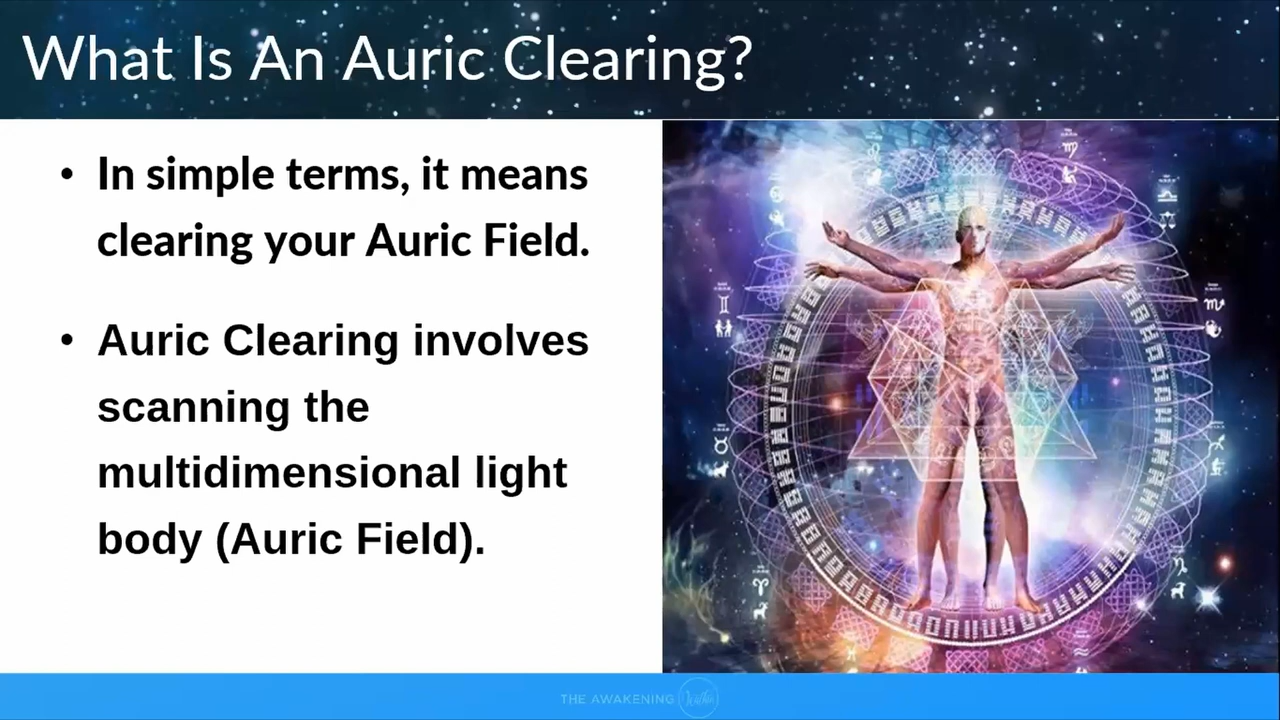 What Is An Auric Clearing?
• In simple terms, it means
clearing your Auric Field.
• Auric Clearing involves
scanning the
multidimensional light
body (Auric Field).
THE AWAKENING Within